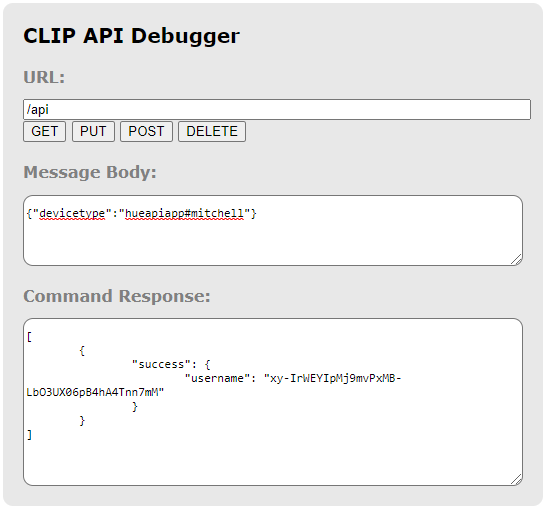 CLIP API Debugger
URL:
/api
GET PUT POST DELETE
Message Body:
{"devicetype":"hueapiapp#mitchell"}
Command Response:
[
{
"success": {
"username": "xy-IrWEYIpMj9mvPxMB-
LbO3UX06pB4hA4Tnn7mM"
}
}
]